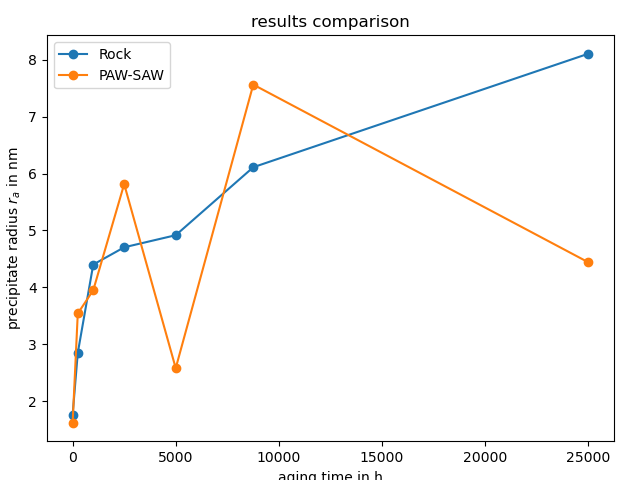 results comparison
Rock
PAW-SAW
precipitate radius rₐ in nm
8
7
6
5
4
3
2
0 5000 10000 15000 20000 25000
aging time in h